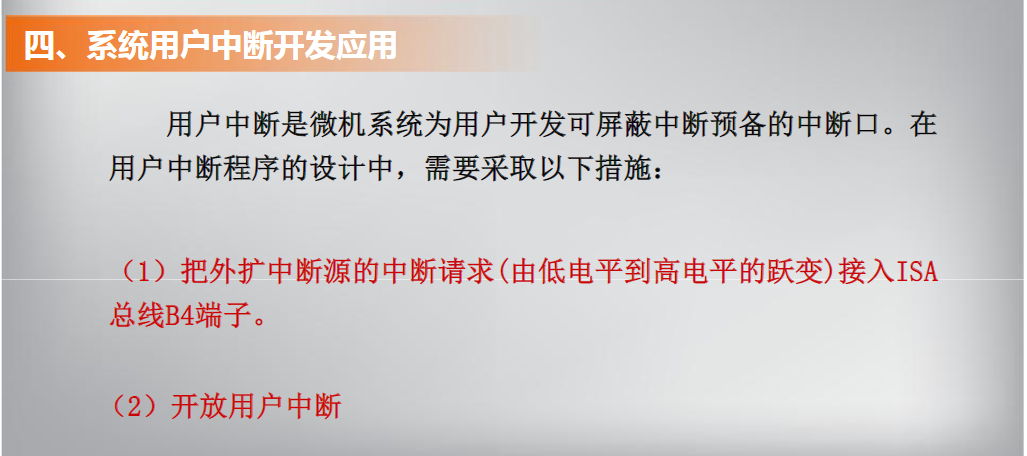 四、系统用户中断开发应用
用户中断是微机系统为用户开发可屏蔽中断预备的中断口。在
用户中断程序的设计中，需要采取以下措施：
（1）把外扩中断源的中断请求(由低电平到高电平的跃变)接入ISA
总线B4端子。
（2）开放用户中断